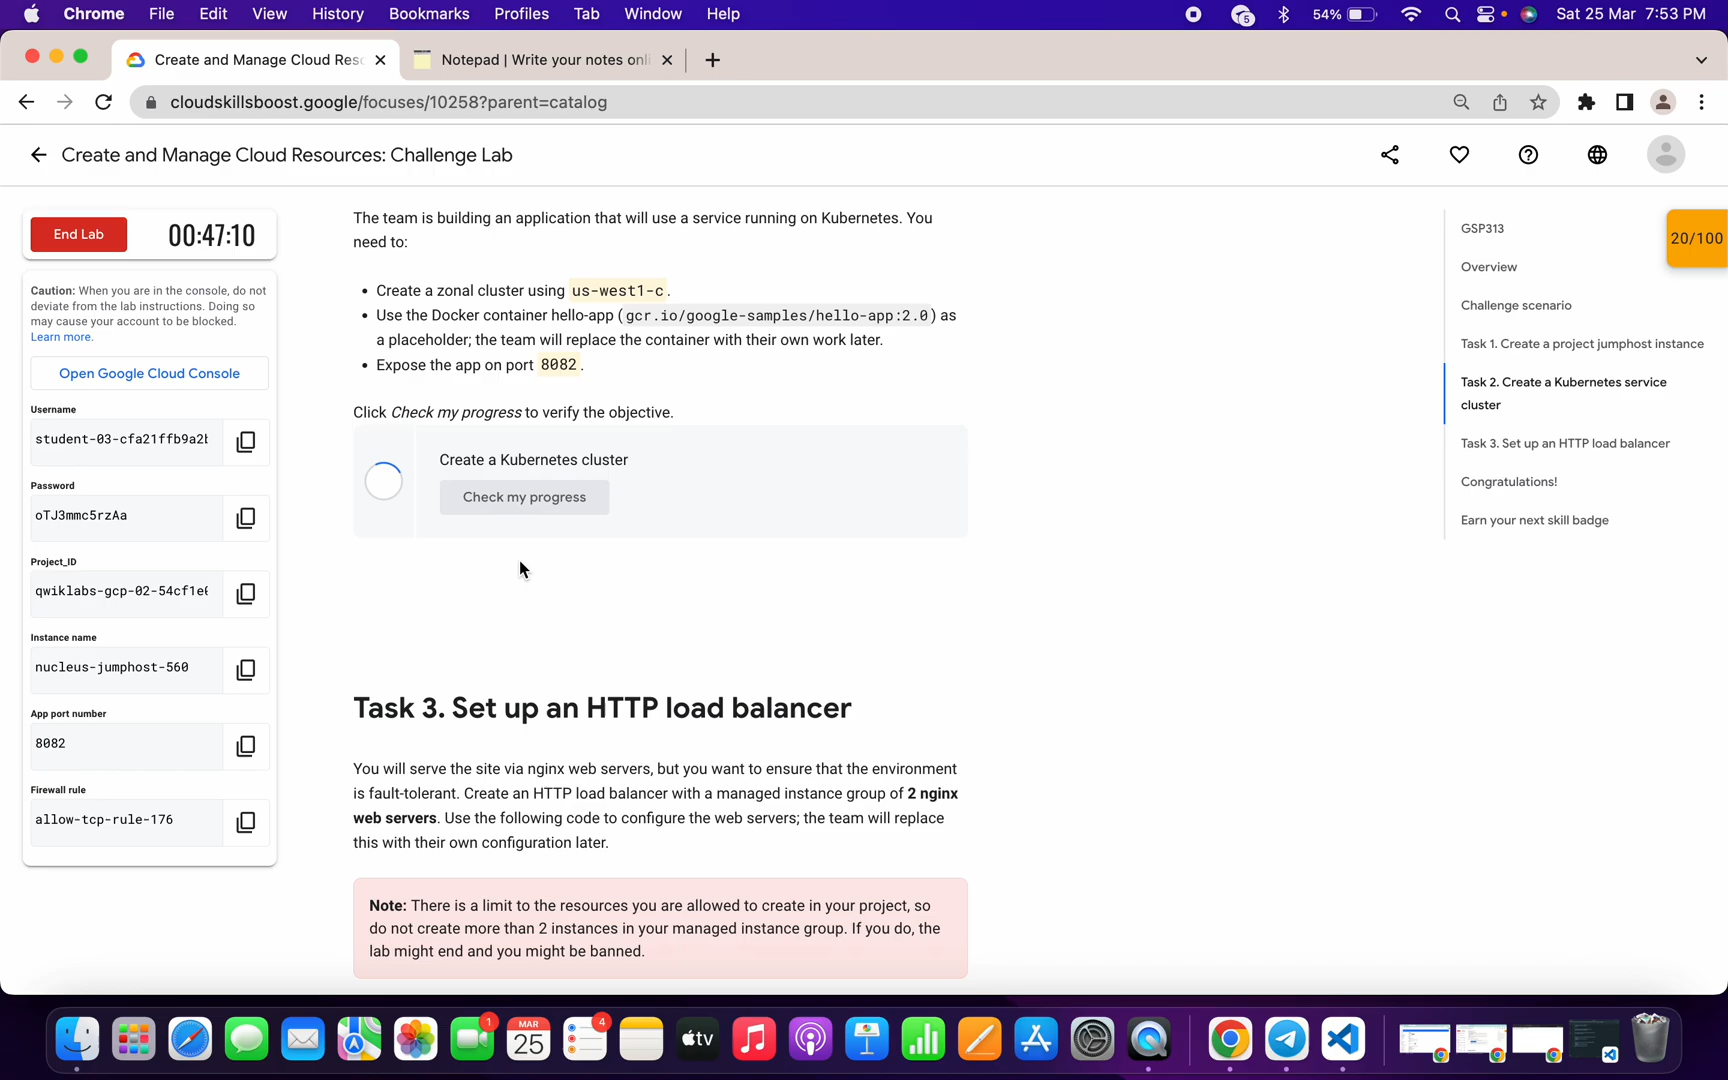 Chrome File Edit View History Bookmarks Profiles Tab Window Help
5 54% Sat 25 Mar 7:53 PM
Create and Manage Cloud Res
Notepad | Write your notes onl
cloudskillsboost.google/focuses/10258?parent=catalog
Create and Manage Cloud Resources: Challenge Lab
End Lab 00:47:10
Caution: When you are in the console, do not
deviate from the lab instructions. Doing so
may cause your account to be blocked.
Learn more.
Open Google Cloud Console
Username
student-03-cfa21ffb9a2b
Password
oTJ3mmc5rzAa
Project_ID
qwiklabs-gcp-02-54cf1e
Instance name
nucleus-jumphost-560
App port number
8082
Firewall rule
allow-tcp-rule-176
The team is building an application that will use a service running on Kubernetes. You
need to:
• Create a zonal cluster using us-west1-c.
• Use the Docker container hello-app (gcr.io/google-samples/hello-app:2.0) as
a placeholder; the team will replace the container with their own work later.
• Expose the app on port 8082.
Click Check my progress to verify the objective.
Create a Kubernetes cluster
Check my progress
Task 3. Set up an HTTP load balancer
You will serve the site via nginx web servers, but you want to ensure that the environment
is fault-tolerant. Create an HTTP load balancer with a managed instance group of 2 nginx
web servers. Use the following code to configure the web servers; the team will replace
this with their own configuration later.
Note: There is a limit to the resources you are allowed to create in your project, so
do not create more than 2 instances in your managed instance group. If you do, the
lab might end and you might be banned.
GSP313
Overview
Challenge scenario
Task 1. Create a project jumphost instance
Task 2. Create a Kubernetes service
cluster
Task 3. Set up an HTTP load balancer
Congratulations!
Earn your next skill badge
20/100
1
MAR
25
4
tv